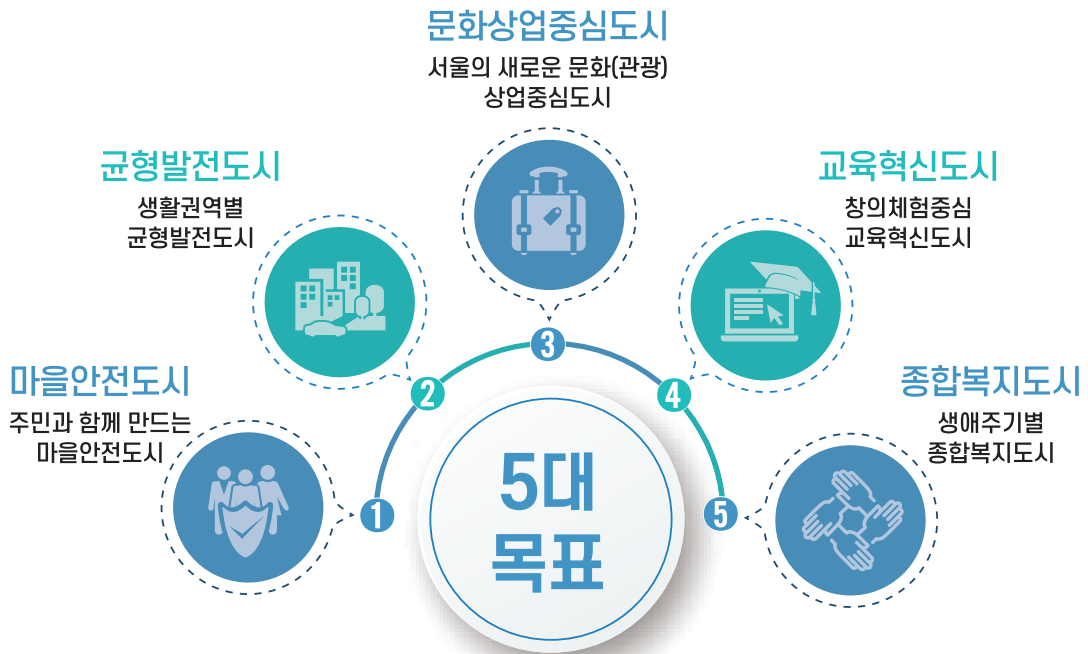 문화상업중심도시
서울의 새로운 문화(관광)
상업중심도시
균형발전도시
생활권역별
균형발전도시
교육혁신도시
창의체험중심
교육혁신도시
마을안전도시
주민과 함께 만드는
마을안전도시
종합복지도시
생애주기별
종합복지도시
1
2
3
4
5
5대
목표